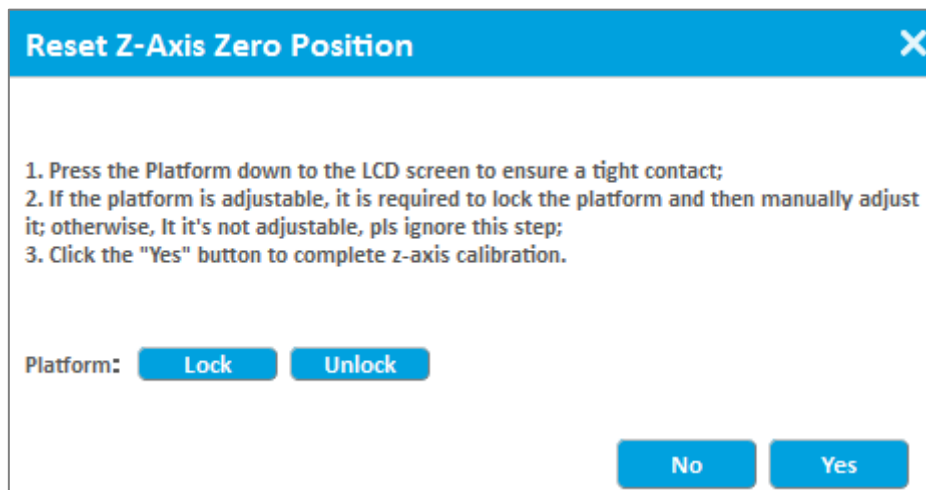 Reset Z-Axis Zero Position
1. Press the Platform down to the LCD screen to ensure a tight contact;
2. If the platform is adjustable, it is required to lock the platform and then manually adjust
it; otherwise, It it's not adjustable, pls ignore this step;
3. Click the "Yes" button to complete z-axis calibration.
Platform: Lock Unlock
No Yes